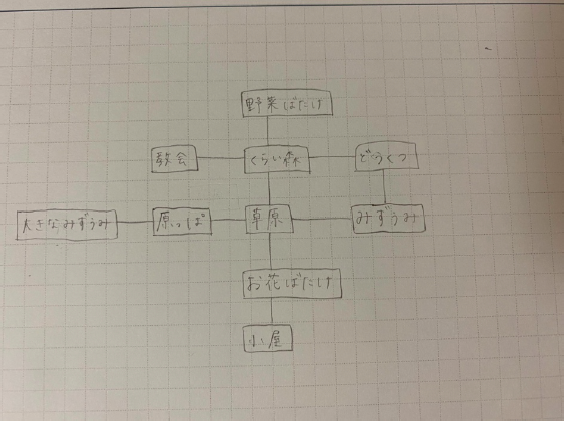 野菜ばたけ
教会 くらい森 どうくつ
大きなみずうみ 原っぱ 草原 みずうみ
お花ばたけ
小屋